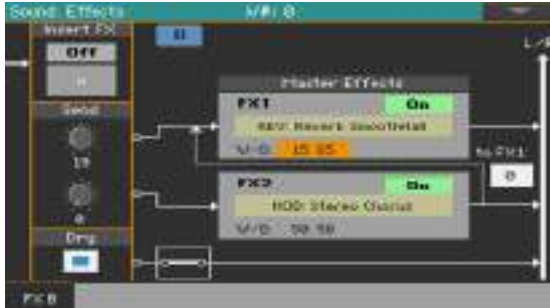 Sound: Effects
Insert FX
Off
Master Effects
L/R
FX1
On
Send
REV: Reverb SmoothHall
W/D
19
to FX1
0
FX2
On
MOD: Stereo Chorus
0
W/D 50:50
Dry
FX B